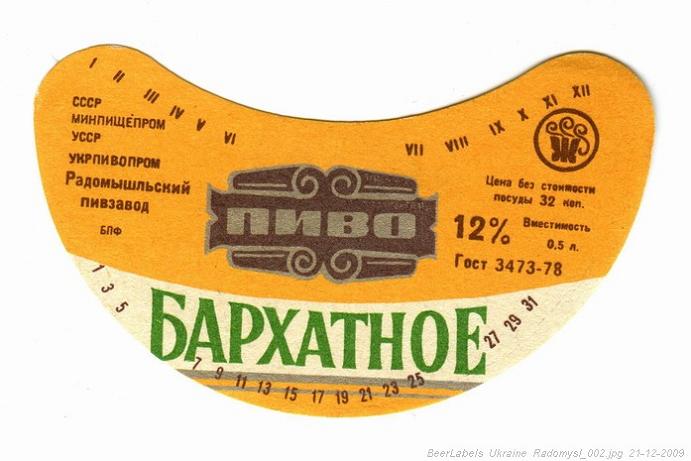 I II III IV V VI
VII VIII IX X XI XII
СССР
МИНПИЩЕПРОМ
УССР
УКРПИВОПРОМ
Радомышльский
пивзавод
БПФ
ПИВО
Ж
Цена без стоимости
посуды 32 коп.
12% Вместимость
0,5 л.
Гост 3473-78
БАРХАТНОЕ
1 3 5 7 9 11 13 15 17 19 21 23 25 27 29 31
BeerLabels Ukraine Radomysl_002.jpg 21-12-2009